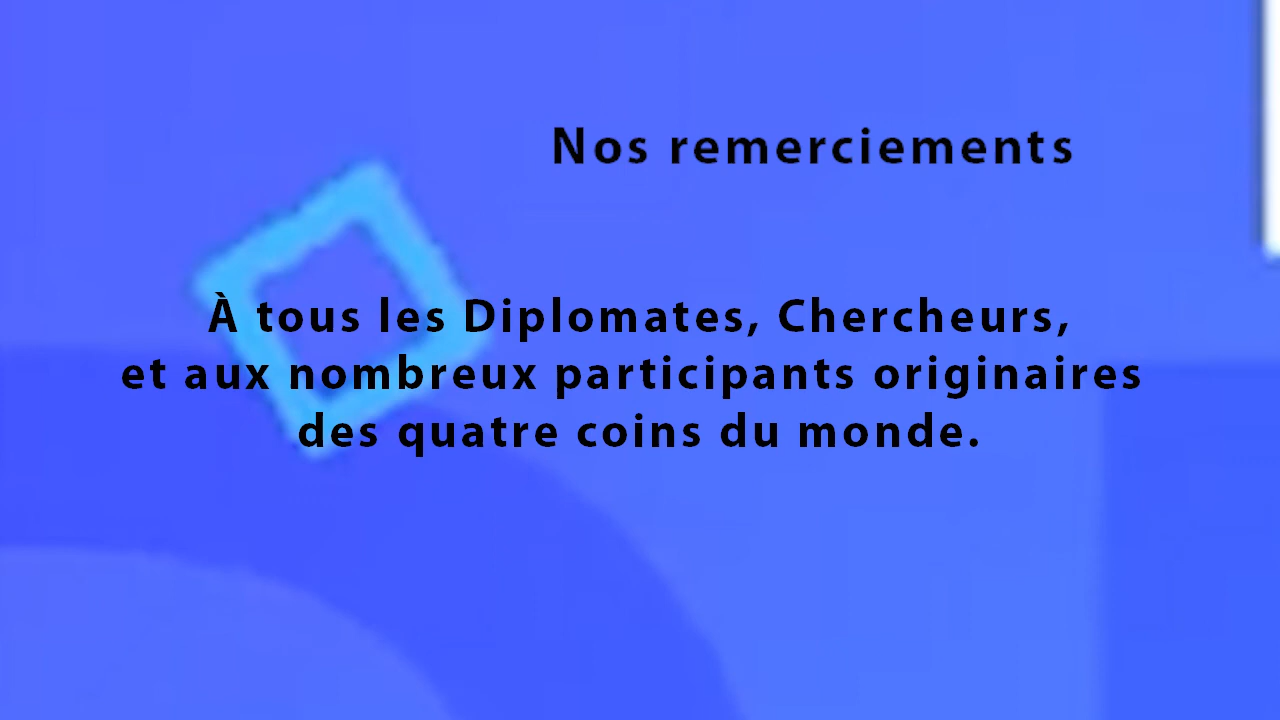 Nos remerciements
À tous les Diplomates, Chercheurs,
et aux nombreux participants originaires
des quatre coins du monde.